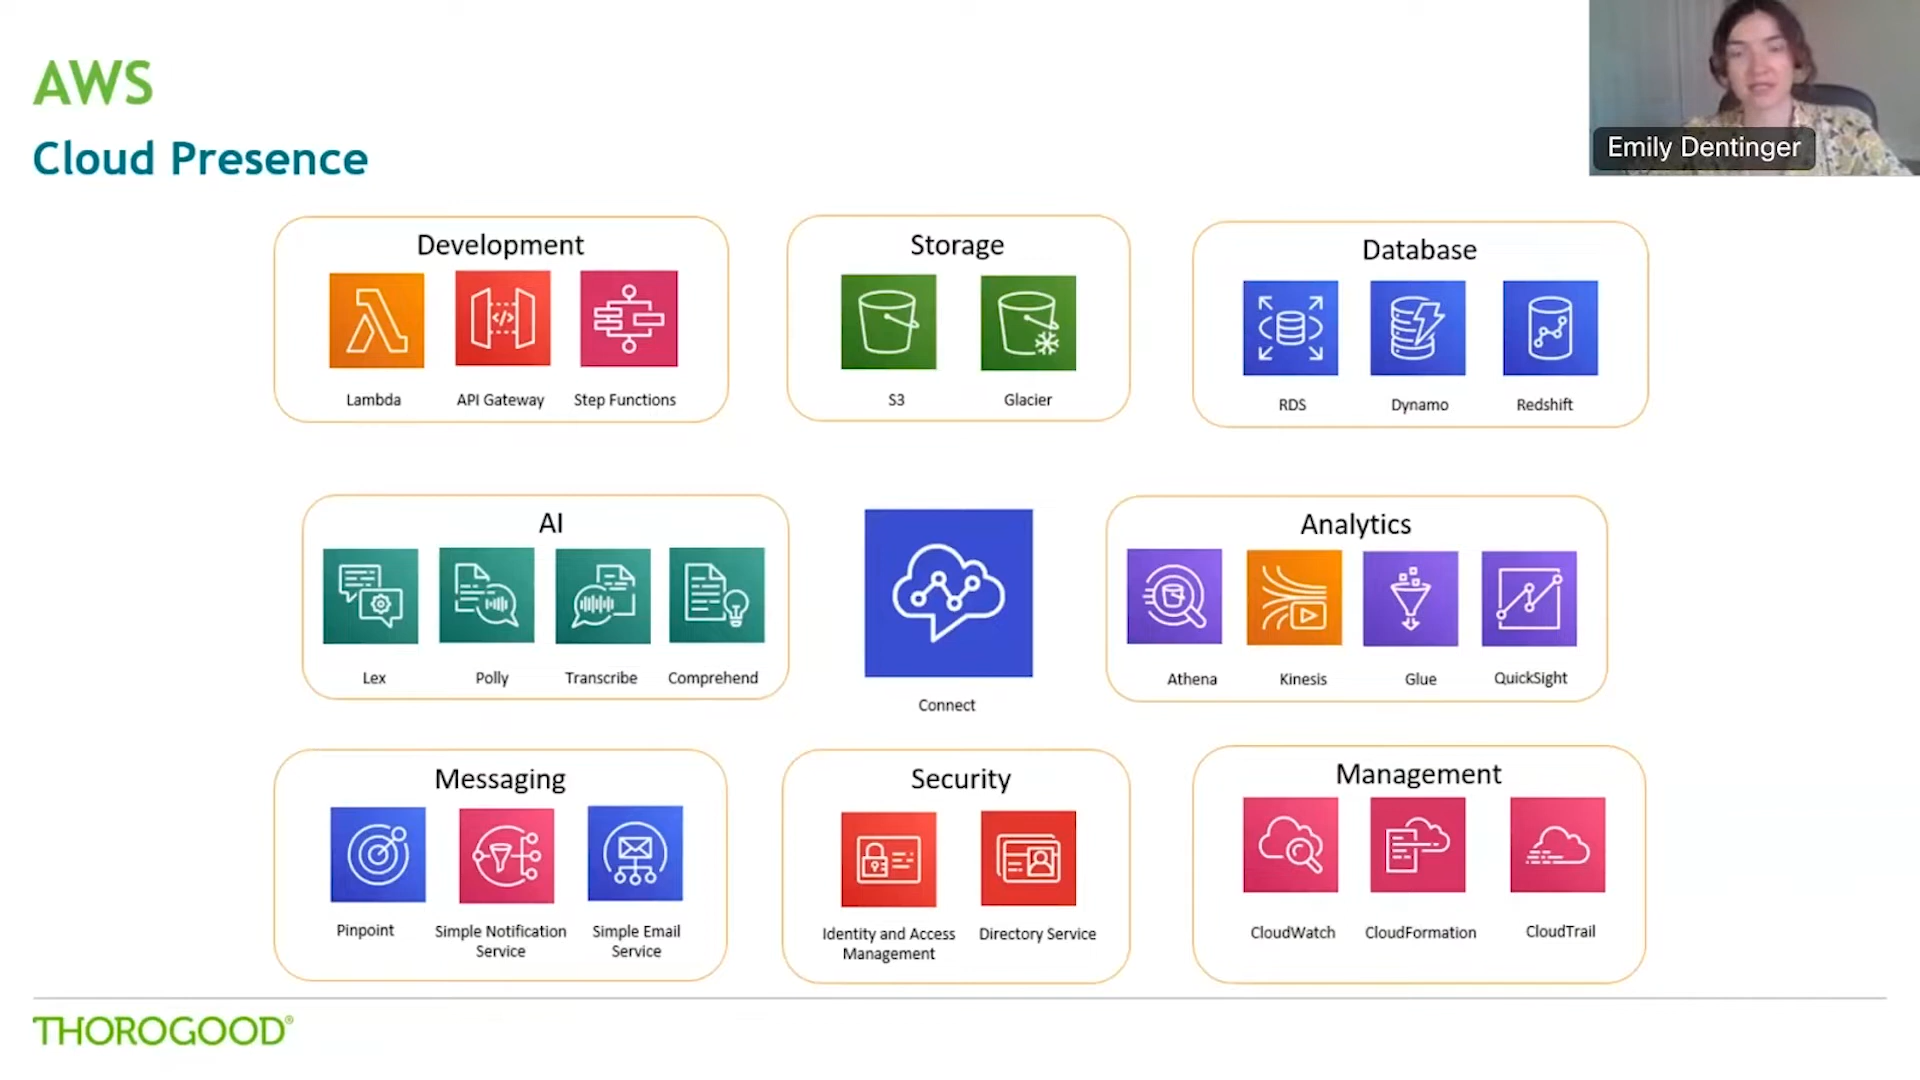 AWS
Cloud Presence
Emily Dentinger
Development
Lambda
API Gateway
Step Functions
Storage
S3
Glacier
Database
RDS
Dynamo
Redshift
AI
Lex
Polly
Transcribe
Comprehend
Connect
Analytics
Athena
Kinesis
Glue
QuickSight
Messaging
Pinpoint
Simple Notification
Service
Simple Email
Service
Security
Identity and Access
Management
Directory Service
Management
CloudWatch
CloudFormation
CloudTrail
THOROGOOD®